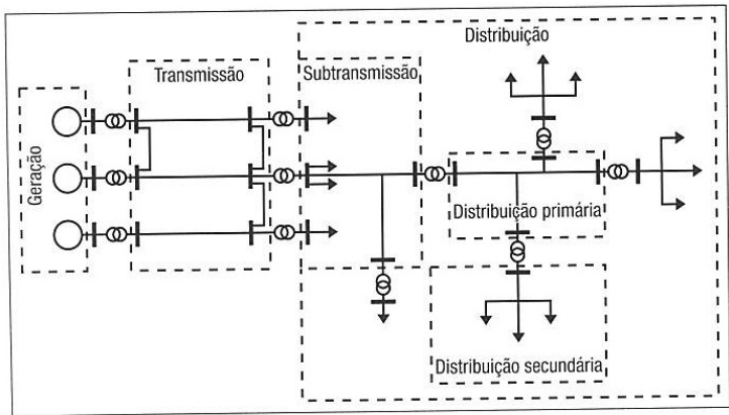 Distribuição
Transmissão
Subtransmissão
Geração
Distribuição primária
Distribuição secundária